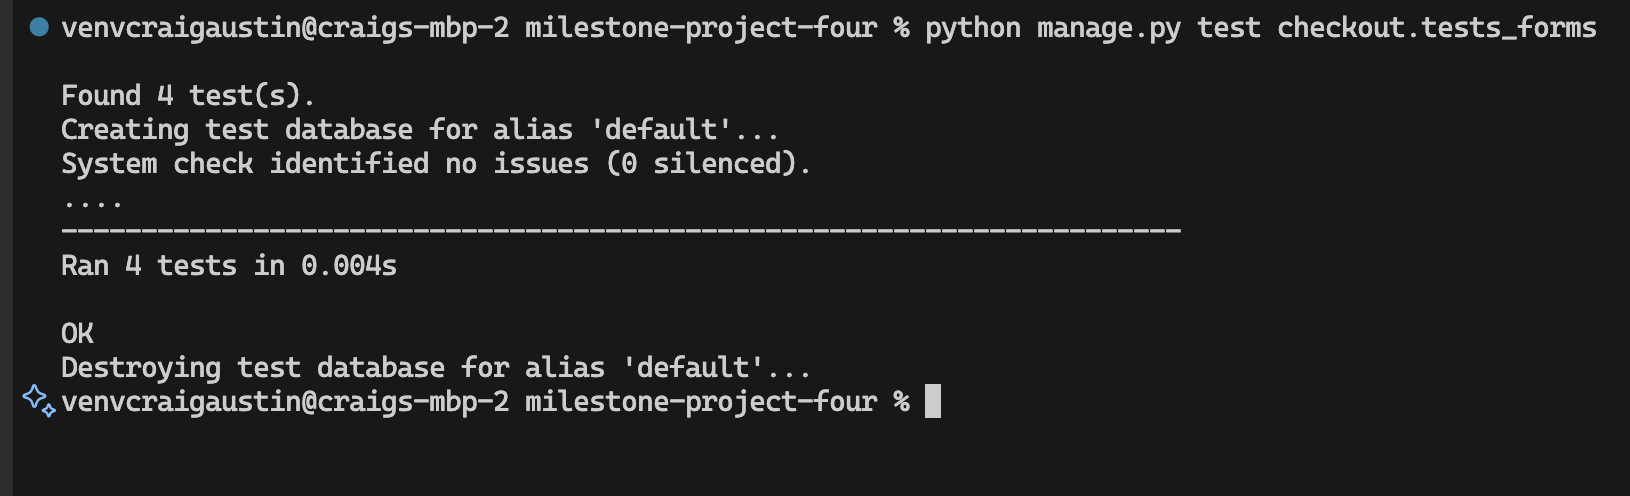 venvcraigaustin@craigs-mbp-2 milestone-project-four % python manage.py test checkout.tests_forms
Found 4 test(s).
Creating test database for alias 'default'...
System check identified no issues (0 silenced).
....
----------------------------------------------------------------------
Ran 4 tests in 0.004s
OK
Destroying test database for alias 'default'...
venvcraigaustin@craigs-mbp-2 milestone-project-four %